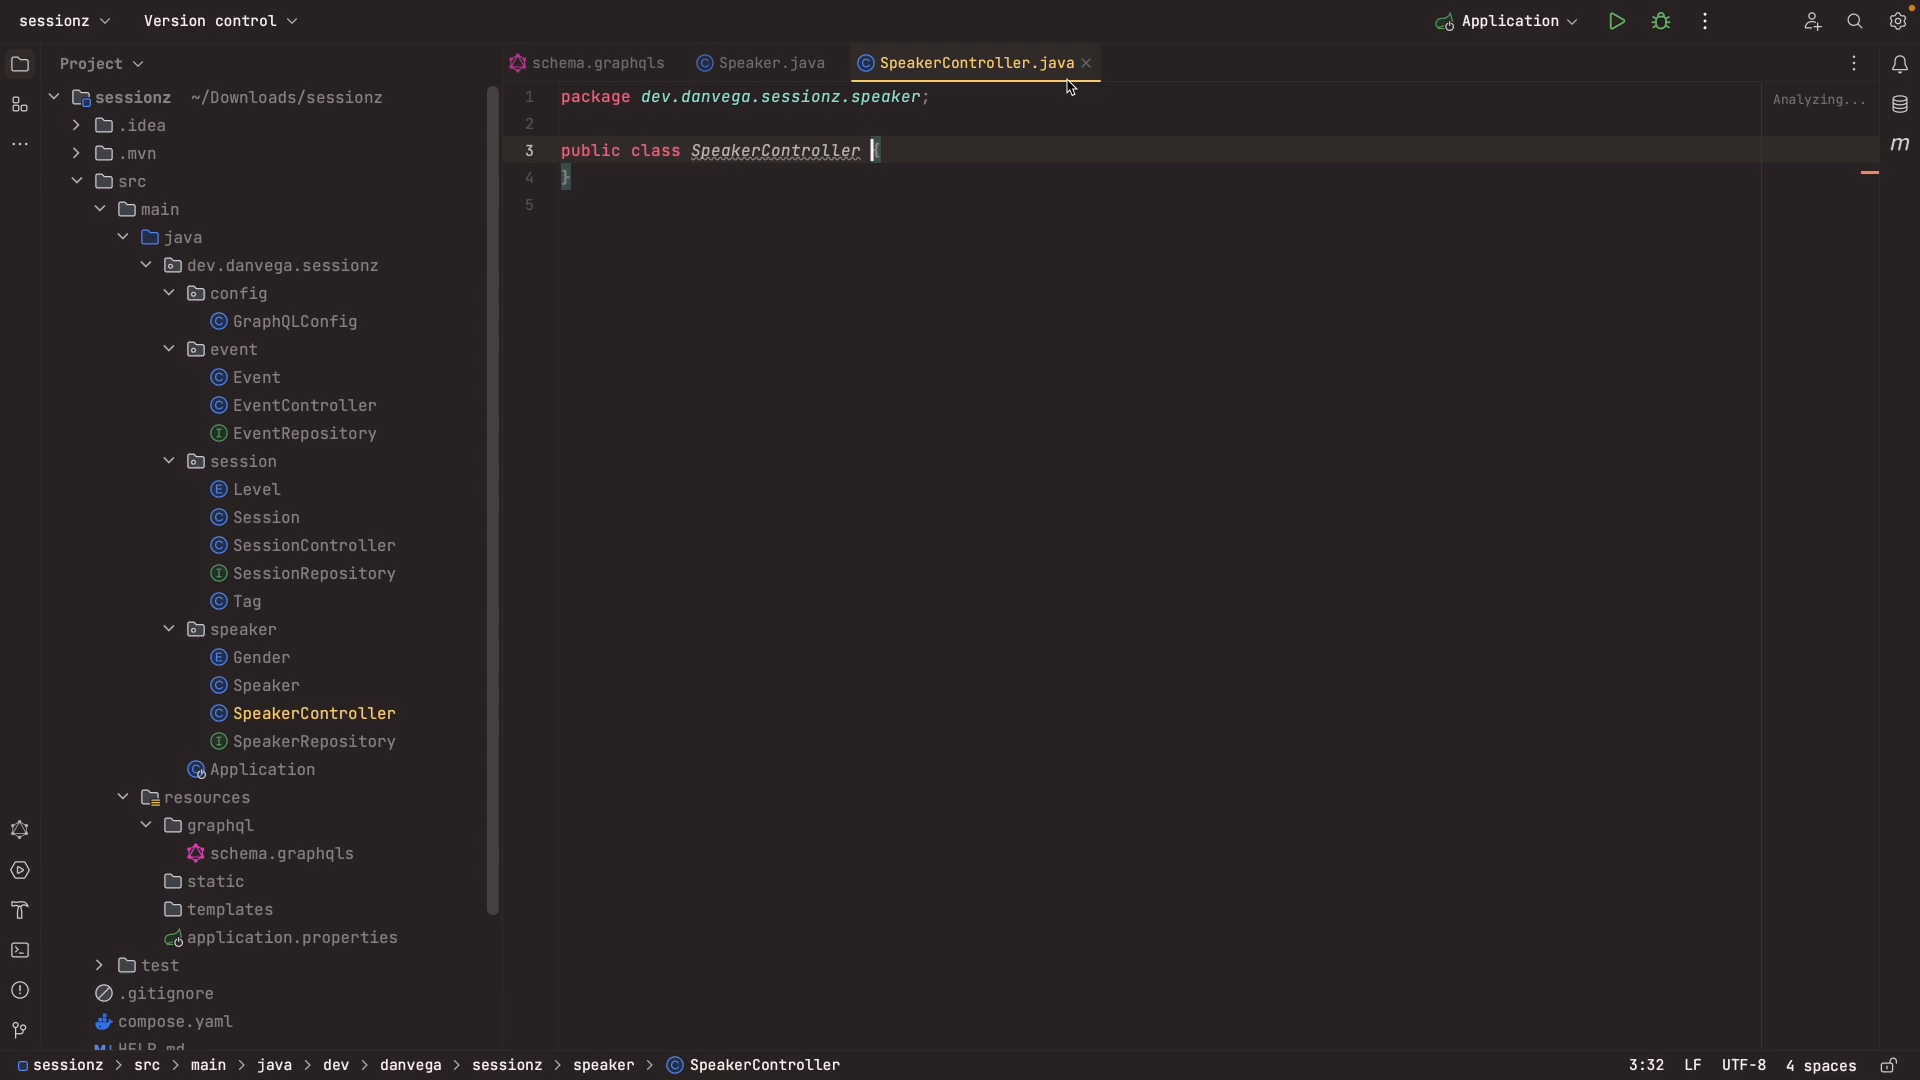 sessionz
Version control
Application
Project
schema.graphqls
Speaker.java
SpeakerController.java
sessionz ~/Downloads/sessionz
.idea
.mvn
src
main
java
dev.danvega.sessionz
config
GraphQLConfig
event
Event
EventController
EventRepository
session
Level
Session
SessionController
SessionRepository
Tag
speaker
Gender
Speaker
SpeakerController
SpeakerRepository
Application
resources
graphql
schema.graphqls
static
templates
application.properties
test
.gitignore
compose.yaml
HELP.md
1 package dev.danvega.sessionz.speaker;
2
3 public class SpeakerController {
4 }
5
Analyzing...
m
sessionz > src > main > java > dev > danvega > sessionz > speaker > SpeakerController
3:32 LF UTF-8 4 spaces